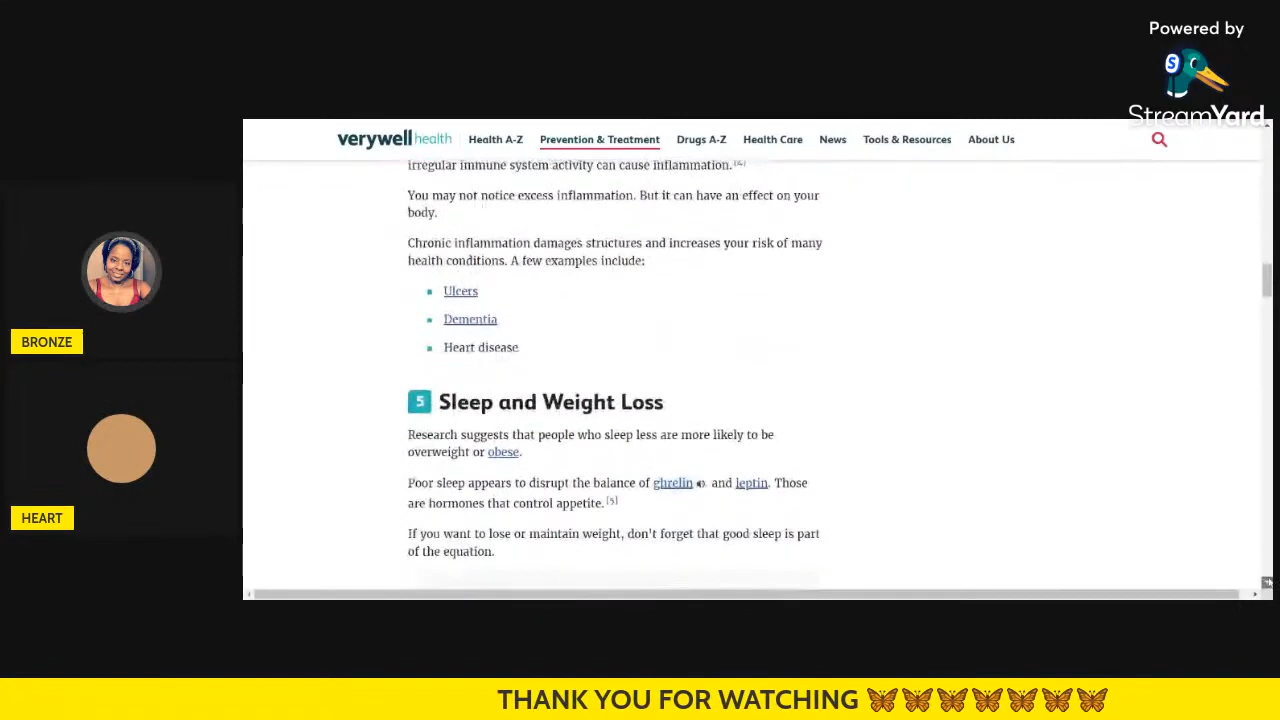 Powered by
StreamYard
verywell health
Health A-Z Prevention & Treatment Drugs A-Z Health Care News Tools & Resources About Us
irregular immune system activity can cause inflammation.
You may not notice excess inflammation. But it can have an effect on your
body.
Chronic inflammation damages structures and increases your risk of many
health conditions. A few examples include:
Ulcers
Dementia
Heart disease
5 Sleep and Weight Loss
Research suggests that people who sleep less are more likely to be
overweight or obese.
Poor sleep appears to disrupt the balance of ghrelin and leptin. Those
are hormones that control appetite. [5]
If you want to lose or maintain weight, don't forget that good sleep is part
of the equation.
BRONZE
HEART
THANK YOU FOR WATCHING